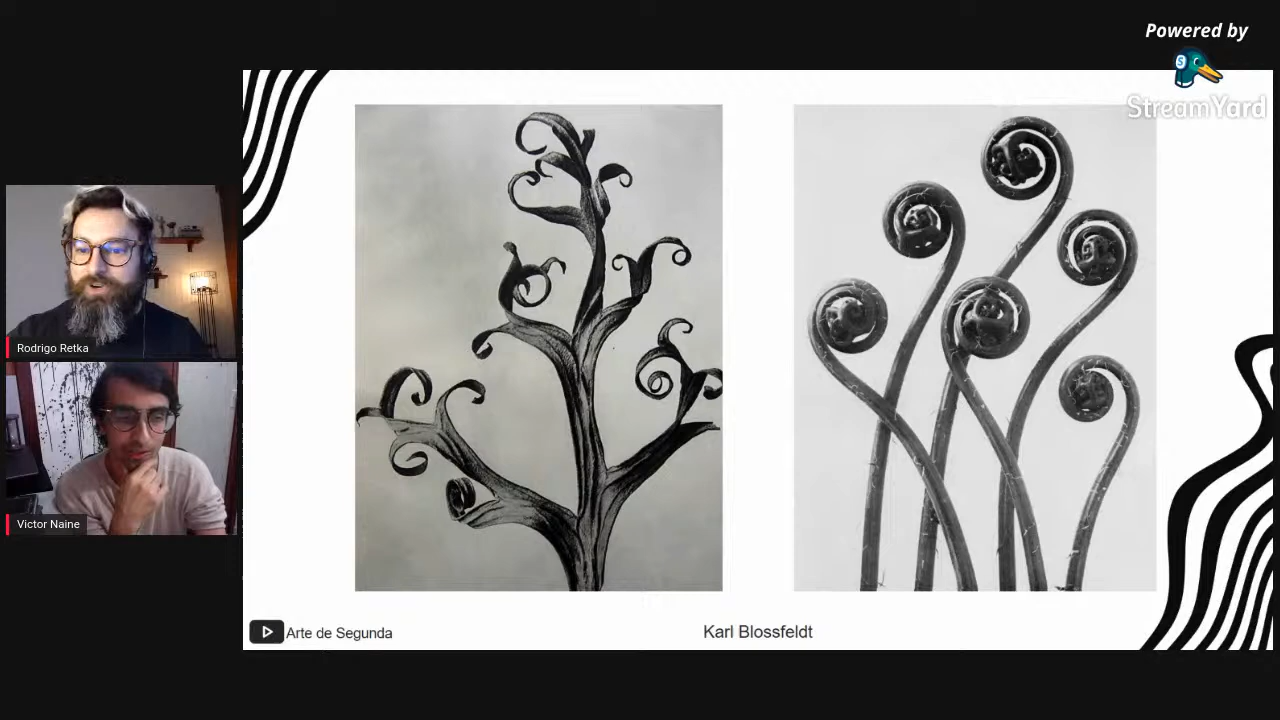 Powered by
S
StreamYard
Rodrigo Retka
Victor Naine
Arte de Segunda
Karl Blossfeldt